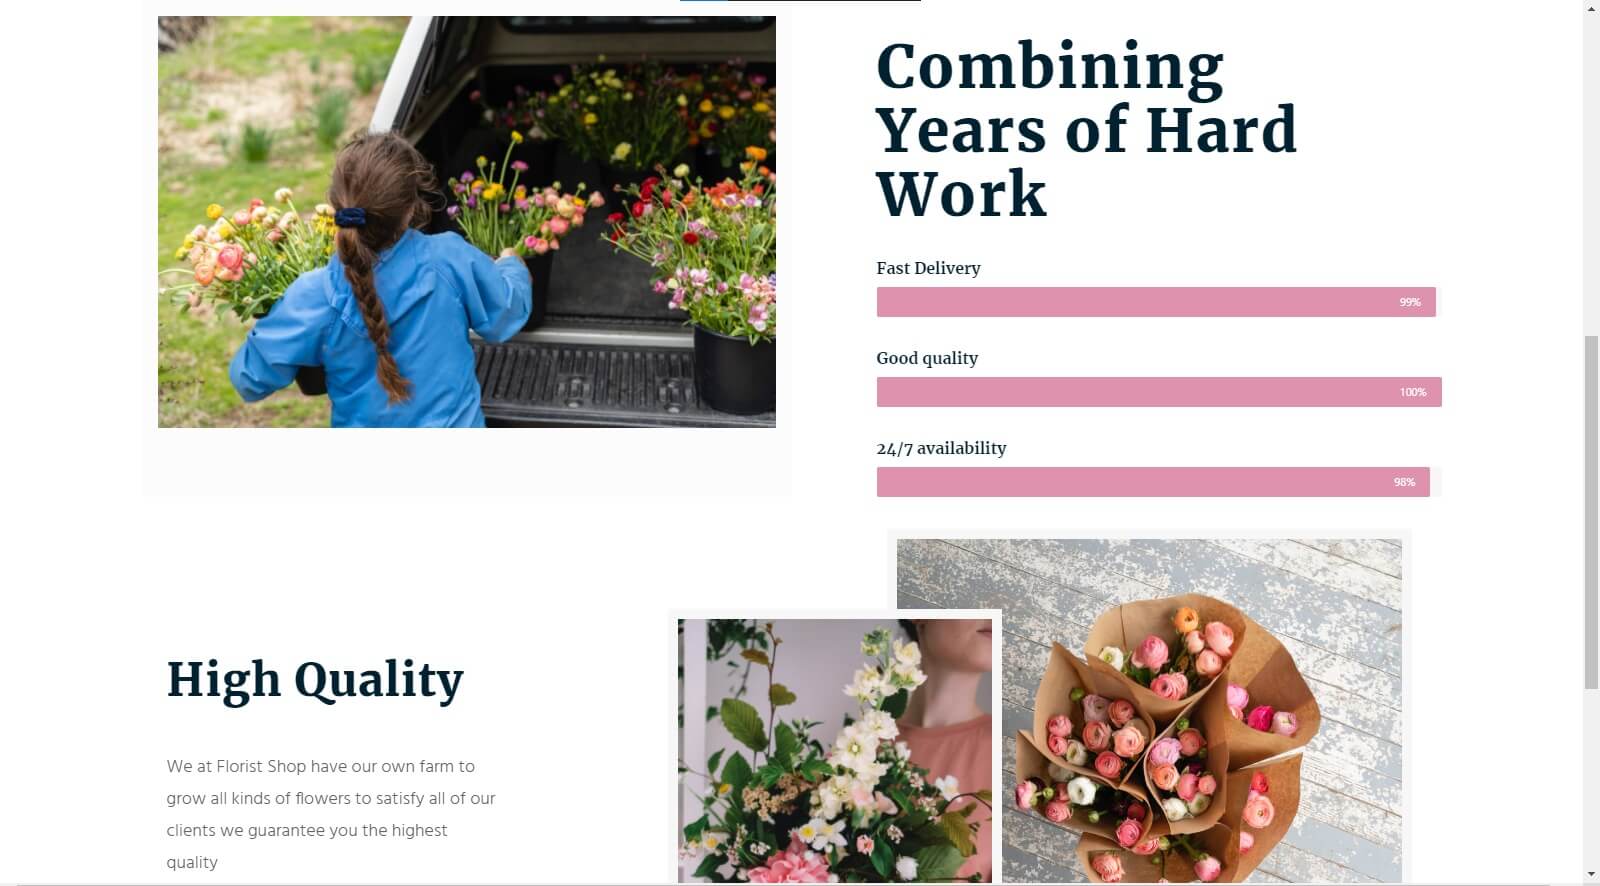 Combining
Years of Hard
Work
Fast Delivery
99%
Good quality
100%
24/7 availability
98%
High Quality
We at Florist Shop have our own farm to
grow all kinds of flowers to satisfy all of our
clients we guarantee you the highest
quality